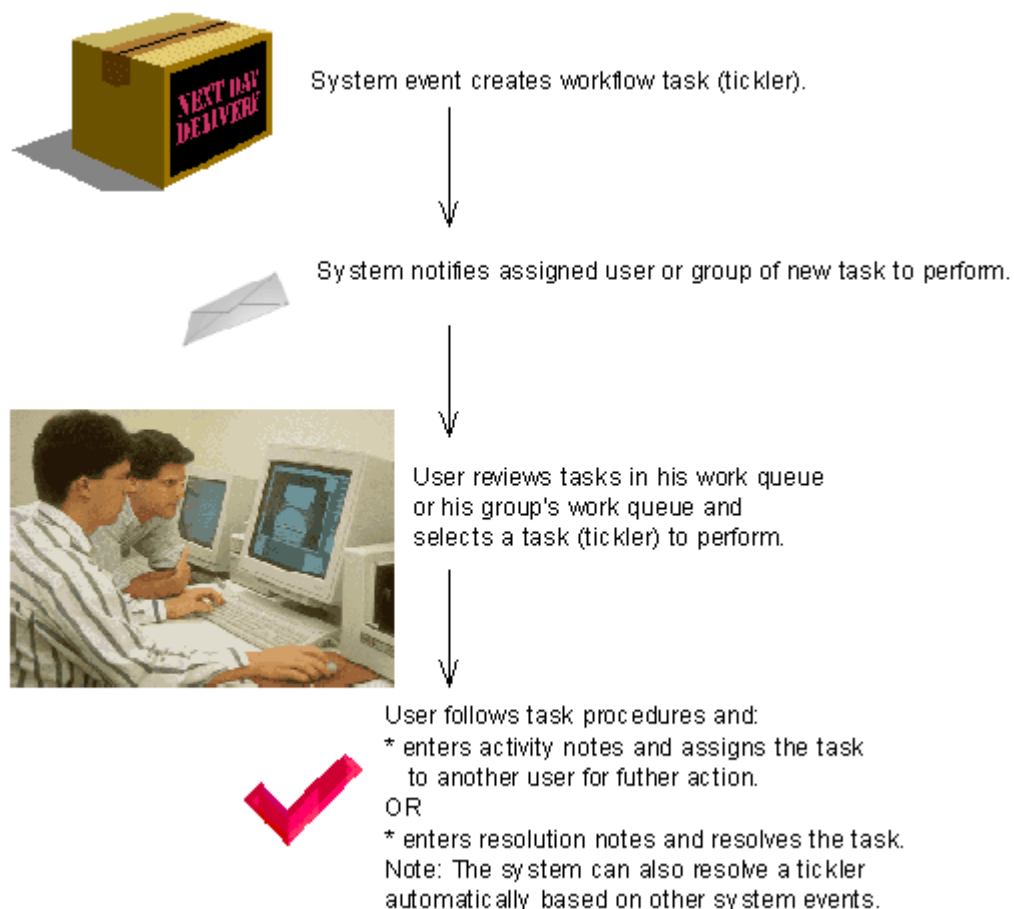 NEXT DAY
DELIVERY
System event creates workflow task (tickler).
System notifies assigned user or group of new task to perform.
User reviews tasks in his work queue
or his group's work queue and
selects a task (tickler) to perform.
User follows task procedures and:
* enters activity notes and assigns the task
to another user for futher action.
OR
* enters resolution notes and resolves the task.
Note: The system can also resolve a tickler
automatically based on other system events.